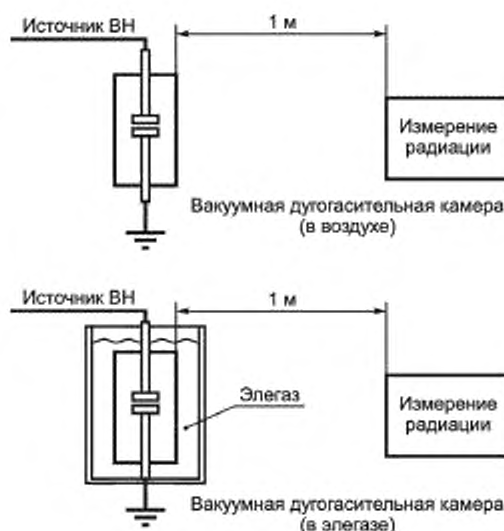 Источник ВН
1 м
Измерение
радиации
Вакуумная дугогасительная камера
(в воздухе)
Источник ВН
1 м
Элегаз
Измерение
радиации
Вакуумная дугогасительная камера
(в элегазе)